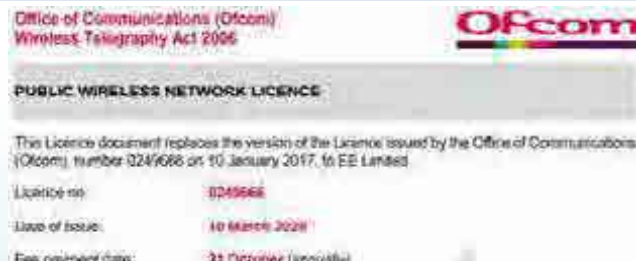 Office of Communications (Ofcom)
Wireless Telegraphy Act 2006
Ofcom
PUBLIC WIRELESS NETWORK LICENCE
This Licence document replaces the version of the Licence issued by the Office of Communications
(Ofcom), number 0249666 on 10 January 2017, to EE Limited.
Licence no: 0249666
Date of issue: 10 March 2020
Fee payment date: 31 October (annually)